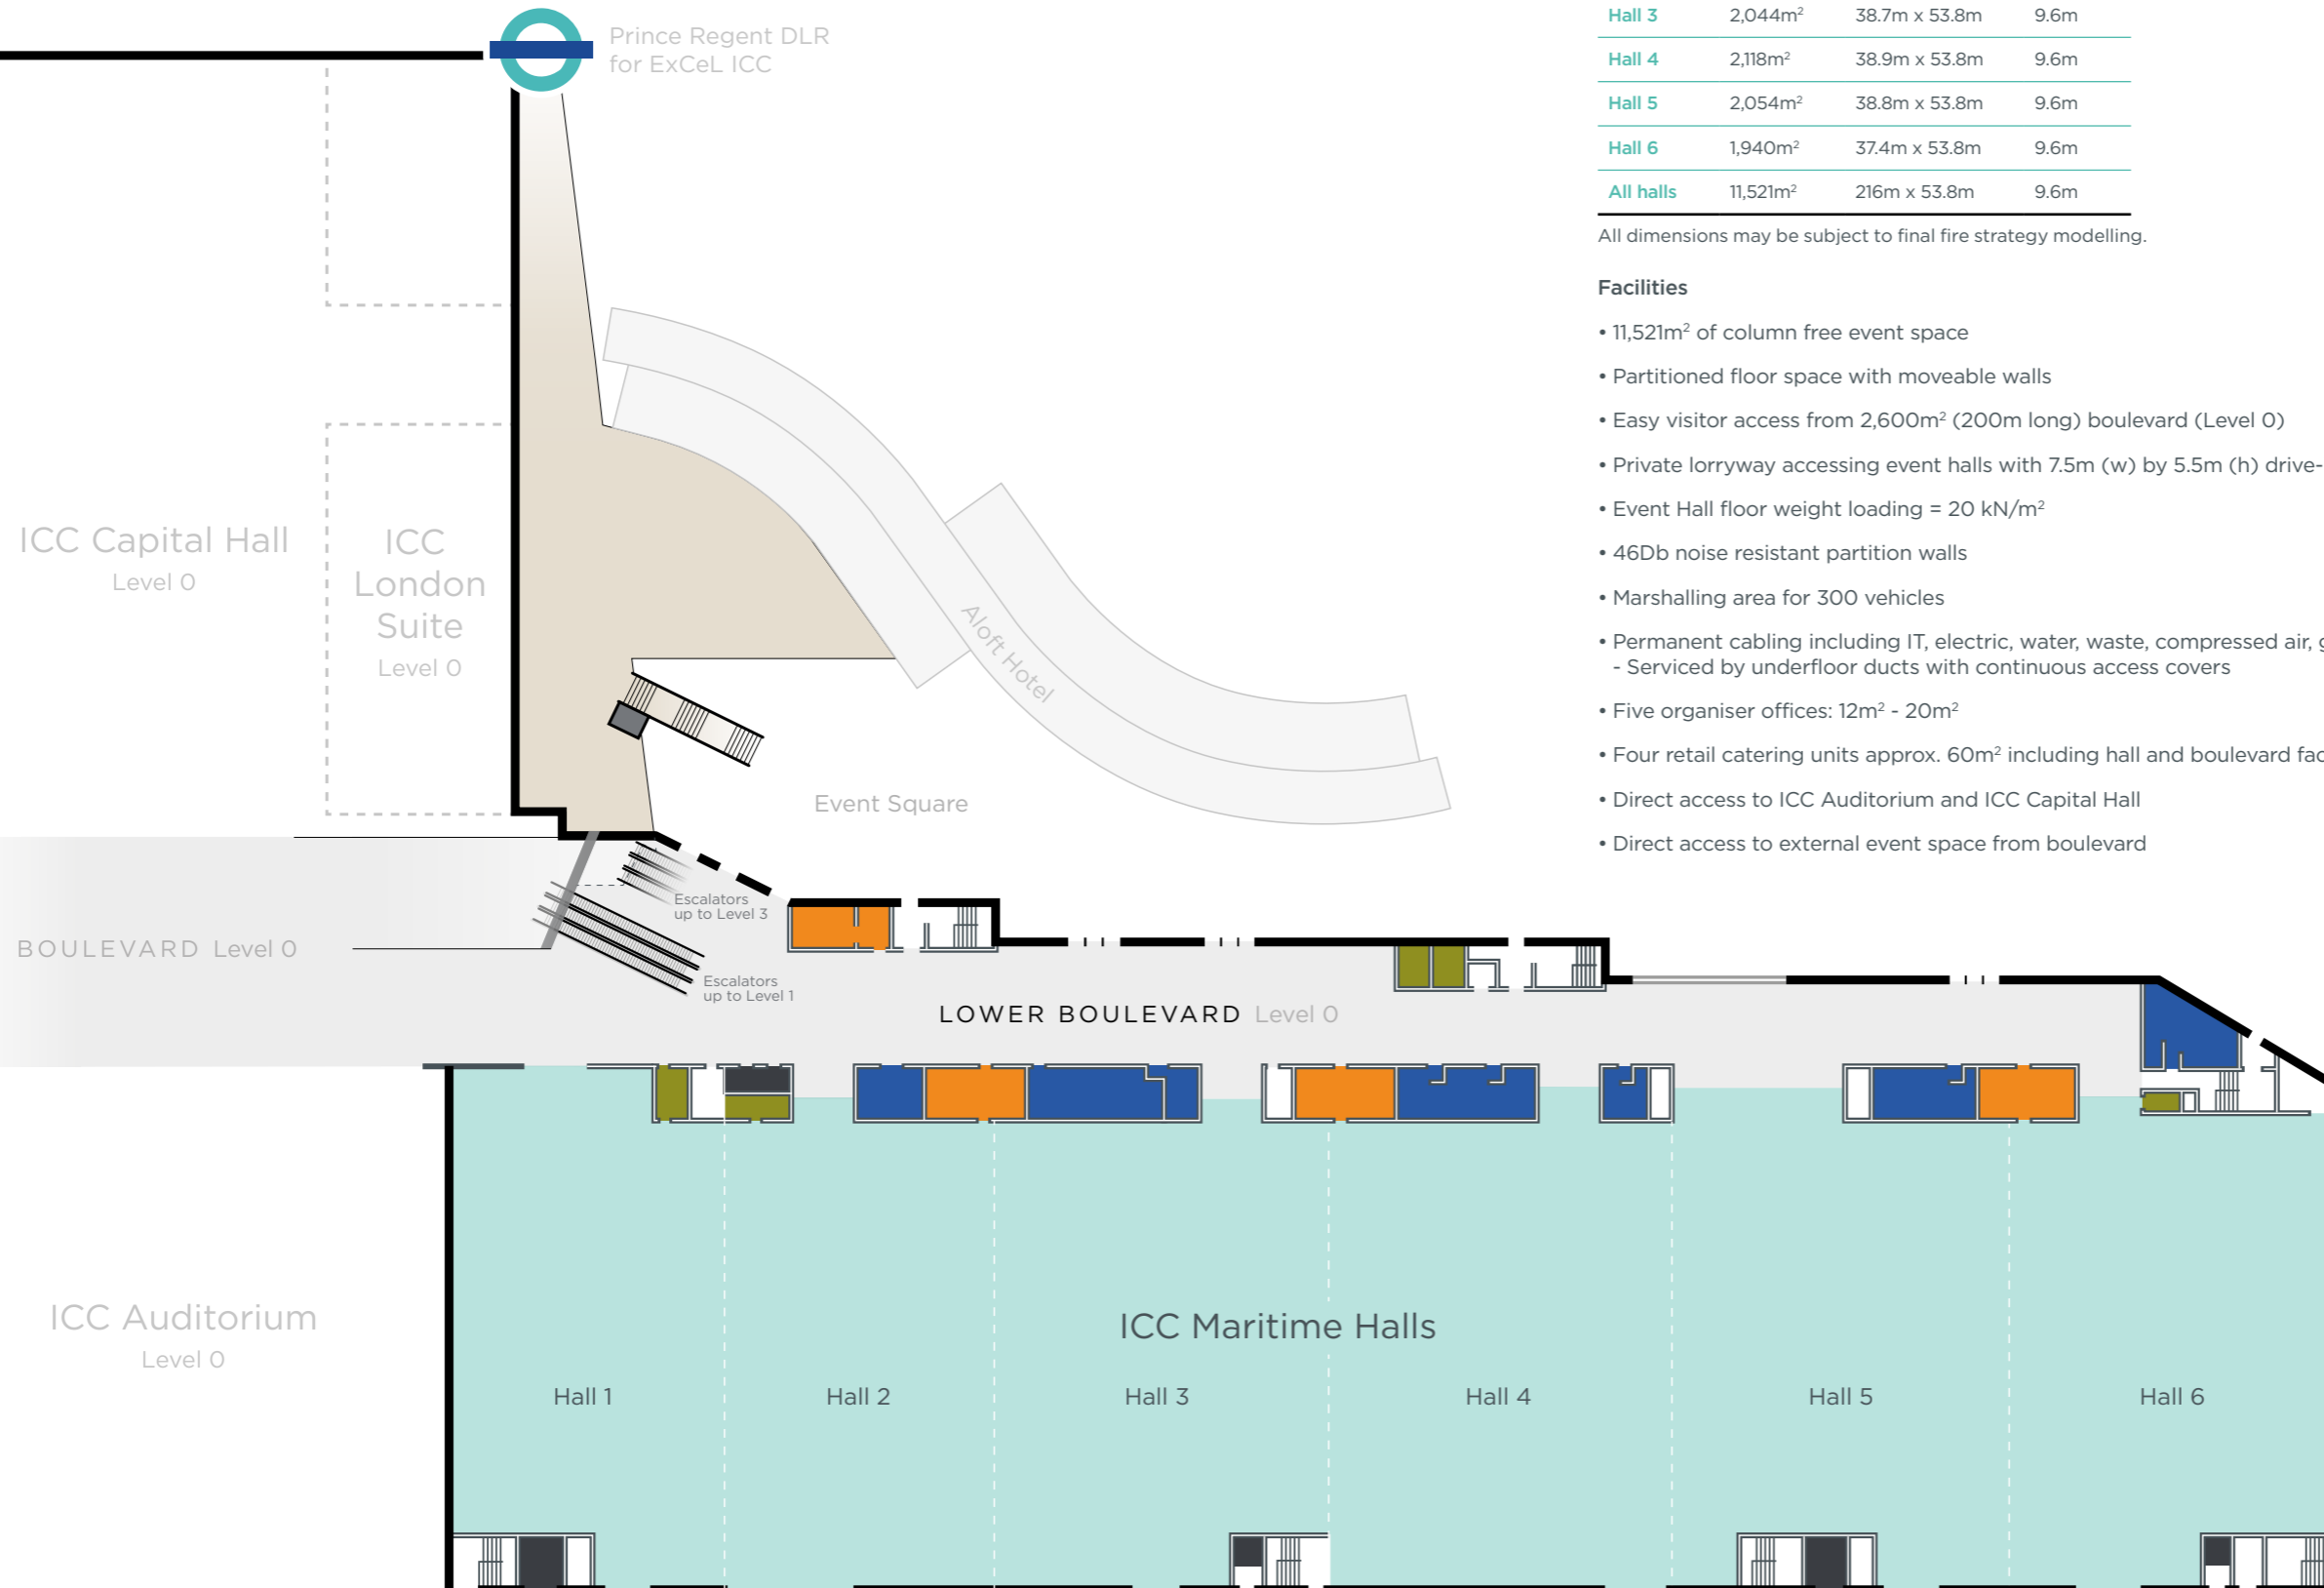 Prince Regent DLR
for ExCeL ICC
Hall 3 2,044m² 38.7m x 53.8m 9.6m
Hall 4 2,118m² 38.9m x 53.8m 9.6m
Hall 5 2,054m² 38.8m x 53.8m 9.6m
Hall 6 1,940m² 37.4m x 53.8m 9.6m
All halls 11,521m² 216m x 53.8m 9.6m
All dimensions may be subject to final fire strategy modelling.
Facilities
• 11,521m² of column free event space
• Partitioned floor space with moveable walls
• Easy visitor access from 2,600m² (200m long) boulevard (Level 0)
• Private lorryway accessing event halls with 7.5m (w) by 5.5m (h) drive-
• Event Hall floor weight loading = 20 kN/m²
• 46Db noise resistant partition walls
• Marshalling area for 300 vehicles
• Permanent cabling including IT, electric, water, waste, compressed air,
- Serviced by underfloor ducts with continuous access covers
• Five organiser offices: 12m² - 20m²
• Four retail catering units approx. 60m² including hall and boulevard
• Direct access to ICC Auditorium and ICC Capital Hall
• Direct access to external event space from boulevard
ICC Capital Hall
Level 0
ICC
London
Suite
Level 0
Aloft Hotel
Event Square
Escalators
up to Level 3
BOULEVARD Level 0
Escalators
up to Level 1
LOWER BOULEVARD Level 0
ICC Auditorium
Level 0
ICC Maritime Halls
Hall 1
Hall 2
Hall 3
Hall 4
Hall 5
Hall 6